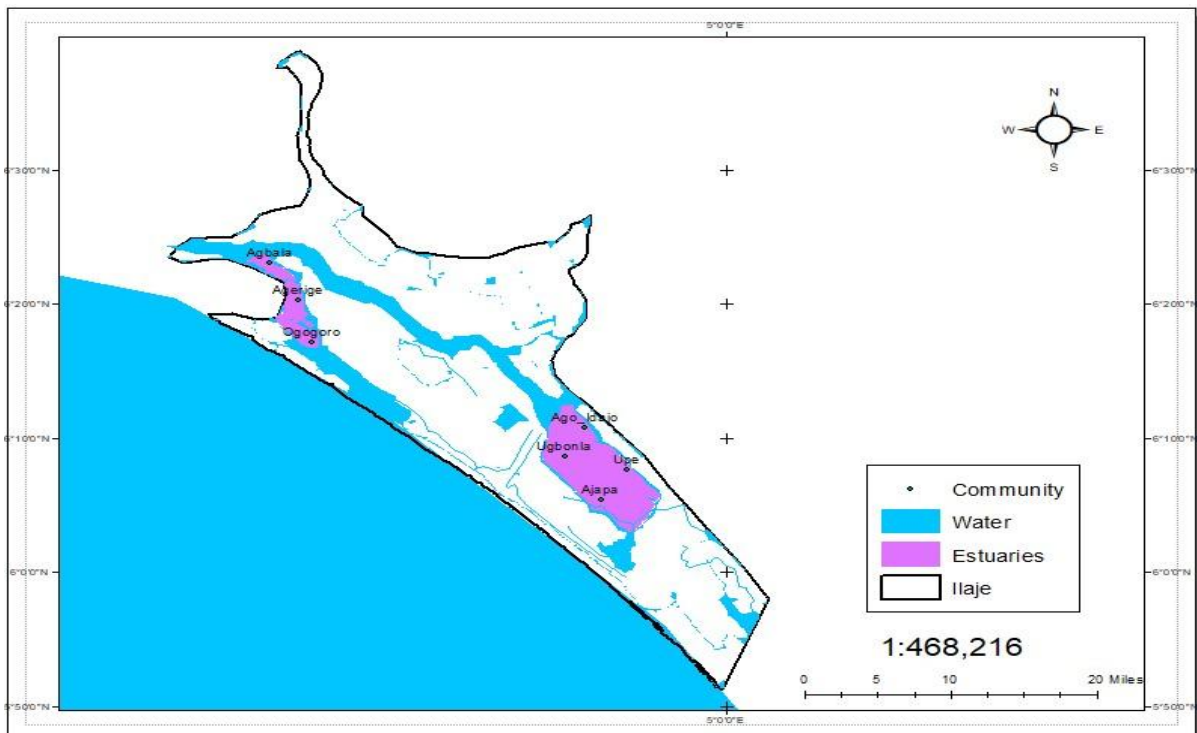 5°0'0"E
N
W E
S
6°30'0"N 6°30'0"N
Agbala
Agerige
6°20'0"N 6°20'0"N
Ogogoro
Ago_Idajo
6°10'0"N 6°10'0"N
Ugbonla
Upe
Ajapa
Community
Water
Estuaries
Ilaje
6°0'0"N 6°0'0"N
1:468,216
0 5 10 20 Miles
5°50'0"N 5°50'0"N
5°0'0"E